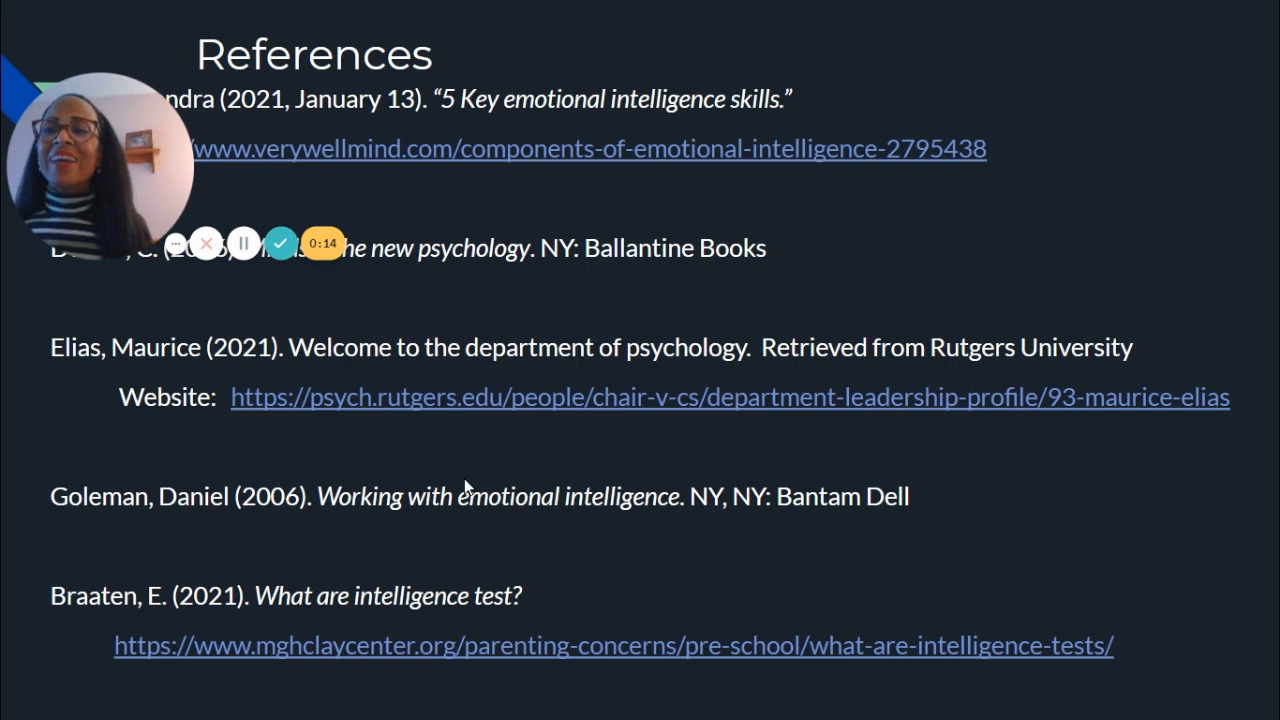 References
ndra (2021, January 13). “5 Key emotional intelligence skills.”
/www.verywellmind.com/components-of-emotional-intelligence-2795438
he new psychology. NY: Ballantine Books
0:14
Elias, Maurice (2021). Welcome to the department of psychology. Retrieved from Rutgers University
Website: https://psych.rutgers.edu/people/chair-v-cs/department-leadership-profile/93-maurice-elias
Goleman, Daniel (2006). Working with emotional intelligence. NY, NY: Bantam Dell
Braaten, E. (2021). What are intelligence test?
https://www.mghclaycenter.org/parenting-concerns/pre-school/what-are-intelligence-tests/